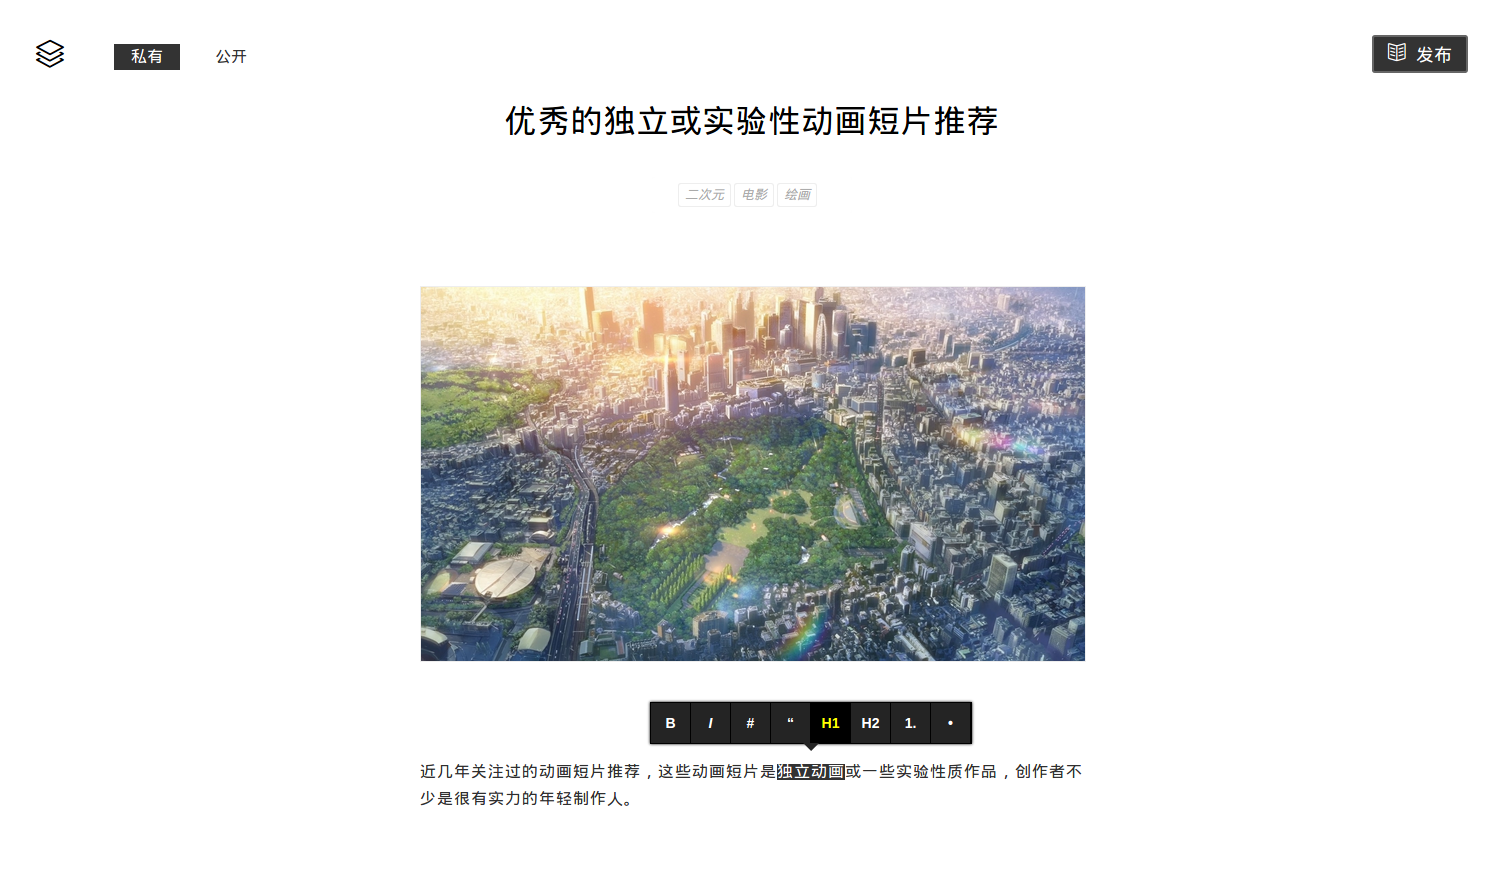 私有 公开 发布
优秀的独立或实验性动画短片推荐
二次元 电影 绘画
B I # “ H1 H2 1. •
近几年关注过的动画短片推荐，这些动画短片是独立动画或一些实验性质作品，创作者不
少是很有实力的年轻制作人。